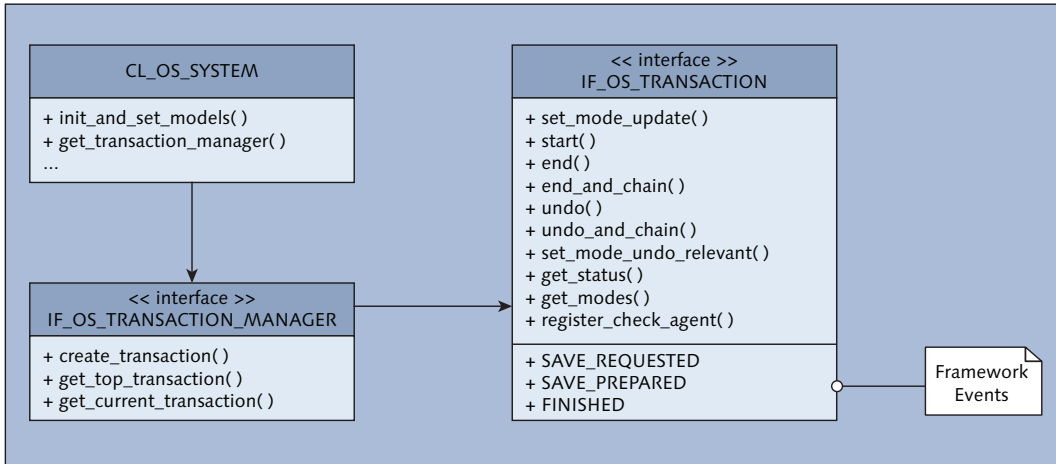 CL_OS_SYSTEM
+ init_and_set_models( )
+ get_transaction_manager( )
...
<< interface >>
IF_OS_TRANSACTION_MANAGER
+ create_transaction( )
+ get_top_transaction( )
+ get_current_transaction( )
<< interface >>
IF_OS_TRANSACTION
+ set_mode_update( )
+ start( )
+ end( )
+ end_and_chain( )
+ undo( )
+ undo_and_chain( )
+ set_mode_undo_relevant( )
+ get_status( )
+ get_modes( )
+ register_check_agent( )
+ SAVE_REQUESTED
+ SAVE_PREPARED
+ FINISHED
Framework
Events